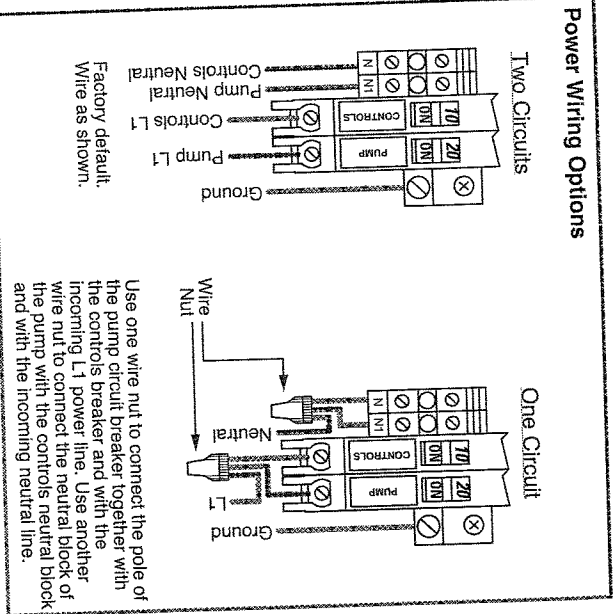 Power Wiring Options
Two Circuits
N
N1
Controls Neutral
Pump Neutral
Controls L1
Pump L1
Ground
CONTROLS
10
ON
PUMP
20
ON
Factory default.
Wire as shown.
One Circuit
N
N1
Neutral
L1
Ground
CONTROLS
10
ON
PUMP
20
ON
Wire
Nut
Use one wire nut to connect the pole of
the pump circuit breaker together with
the controls breaker and with the
incoming L1 power line. Use another
wire nut to connect the neutral block of
the pump with the controls neutral block
and with the incoming neutral line.